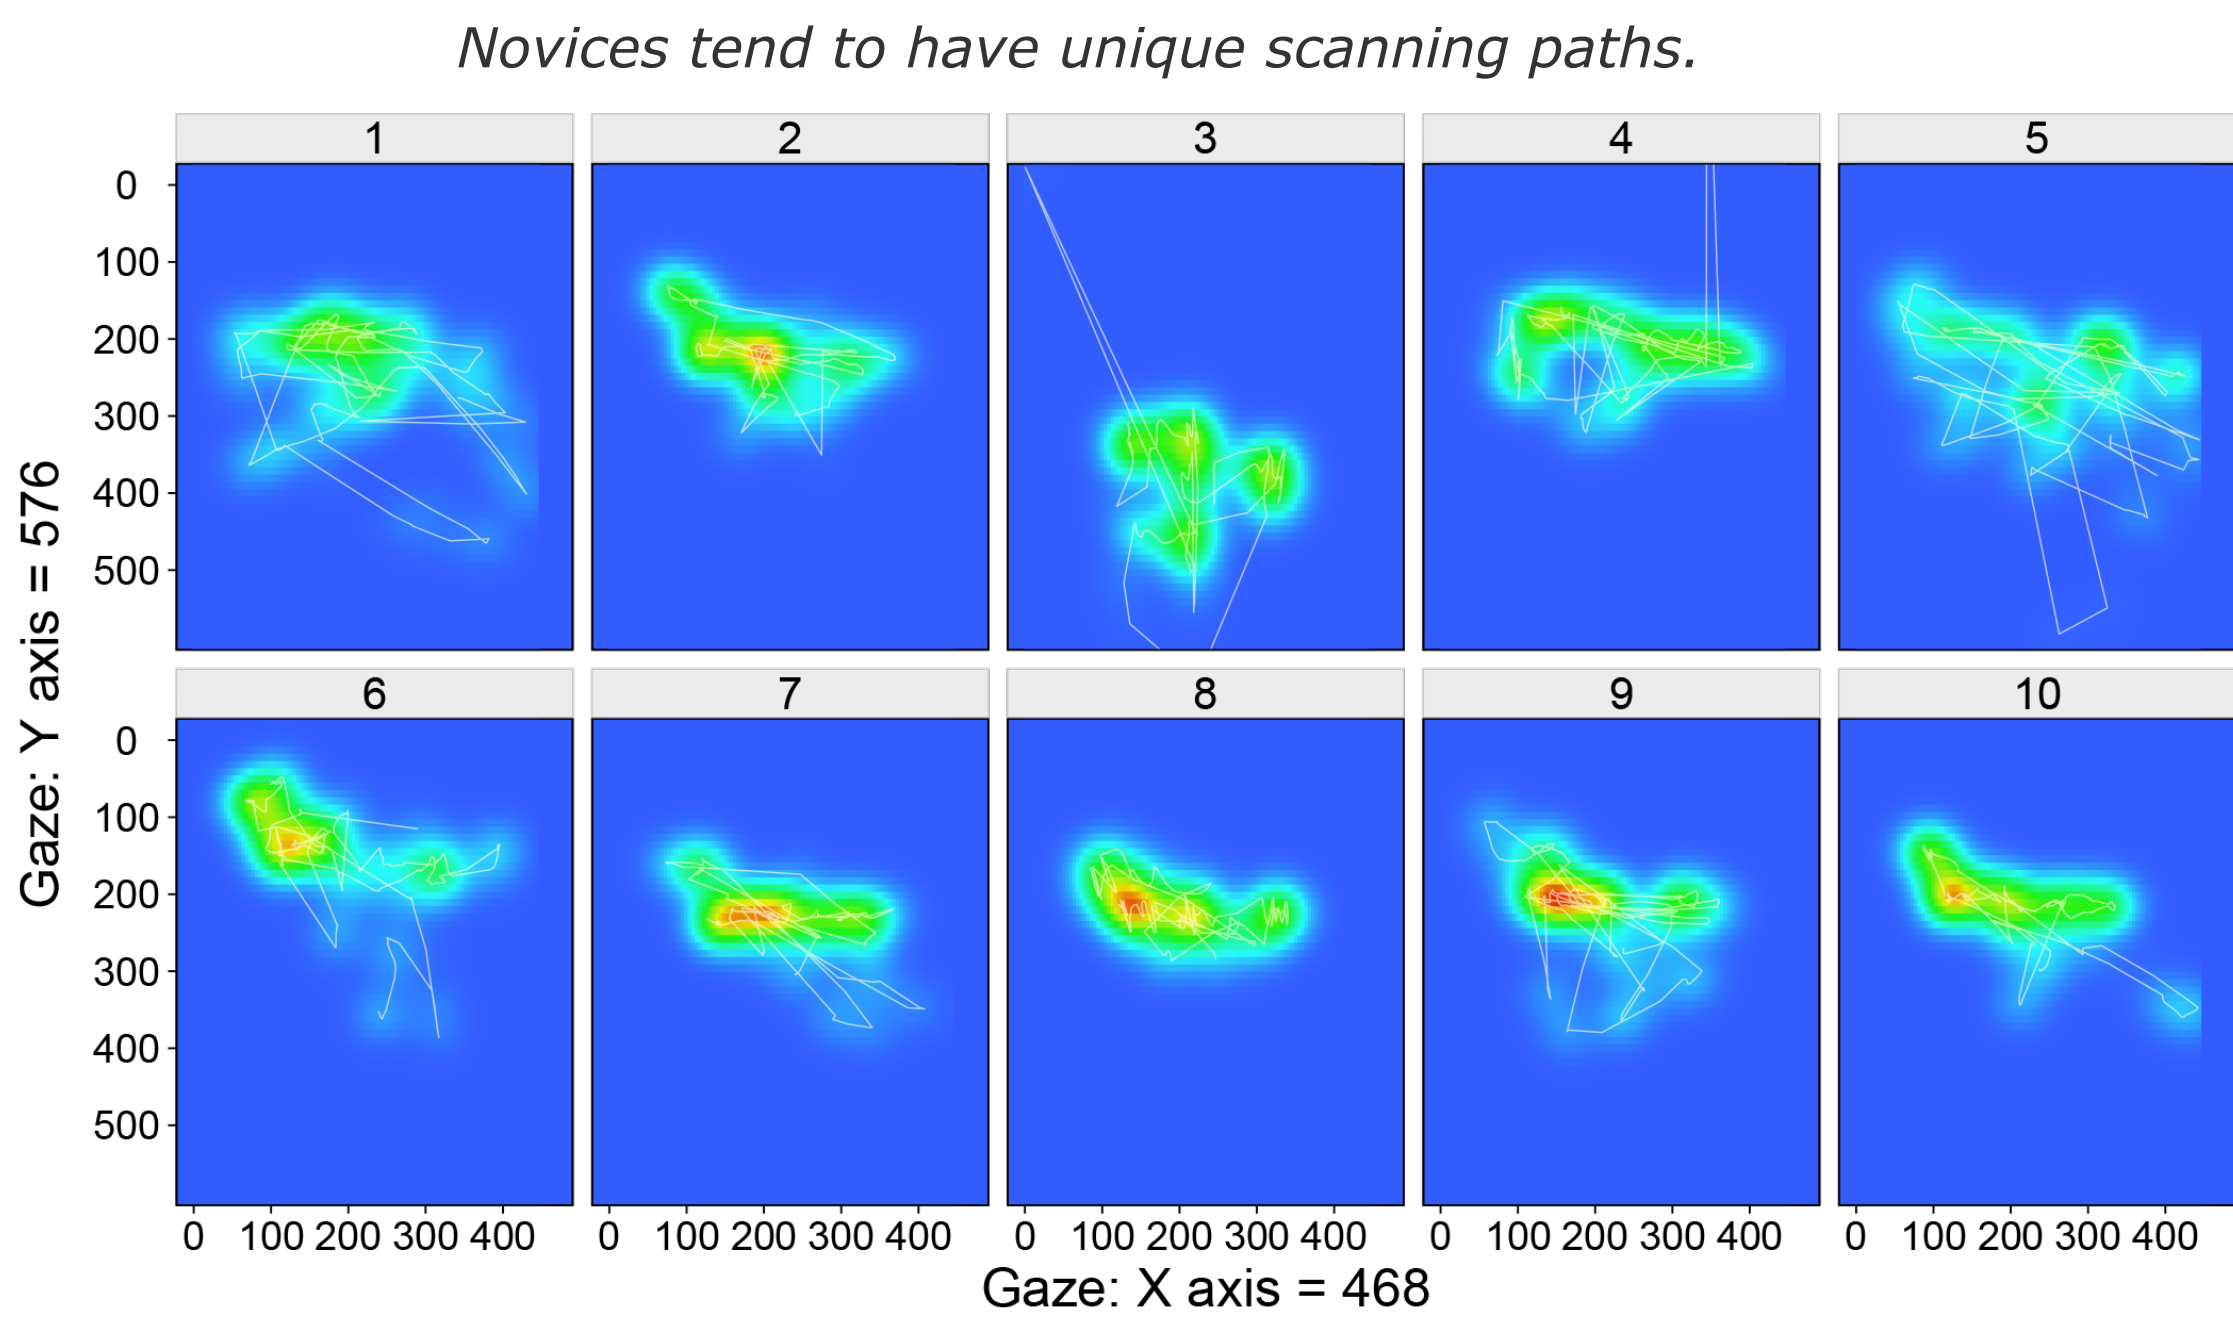 Novices tend to have unique scanning paths.
1 2 3 4 5
0
100
200
300
400
500
6 7 8 9 10
0
100
200
300
400
500
Gaze: Y axis = 576
0 100 200 300 400 0 100 200 300 400 0 100 200 300 400 0 100 200 300 400 0 100 200 300 400
Gaze: X axis = 468